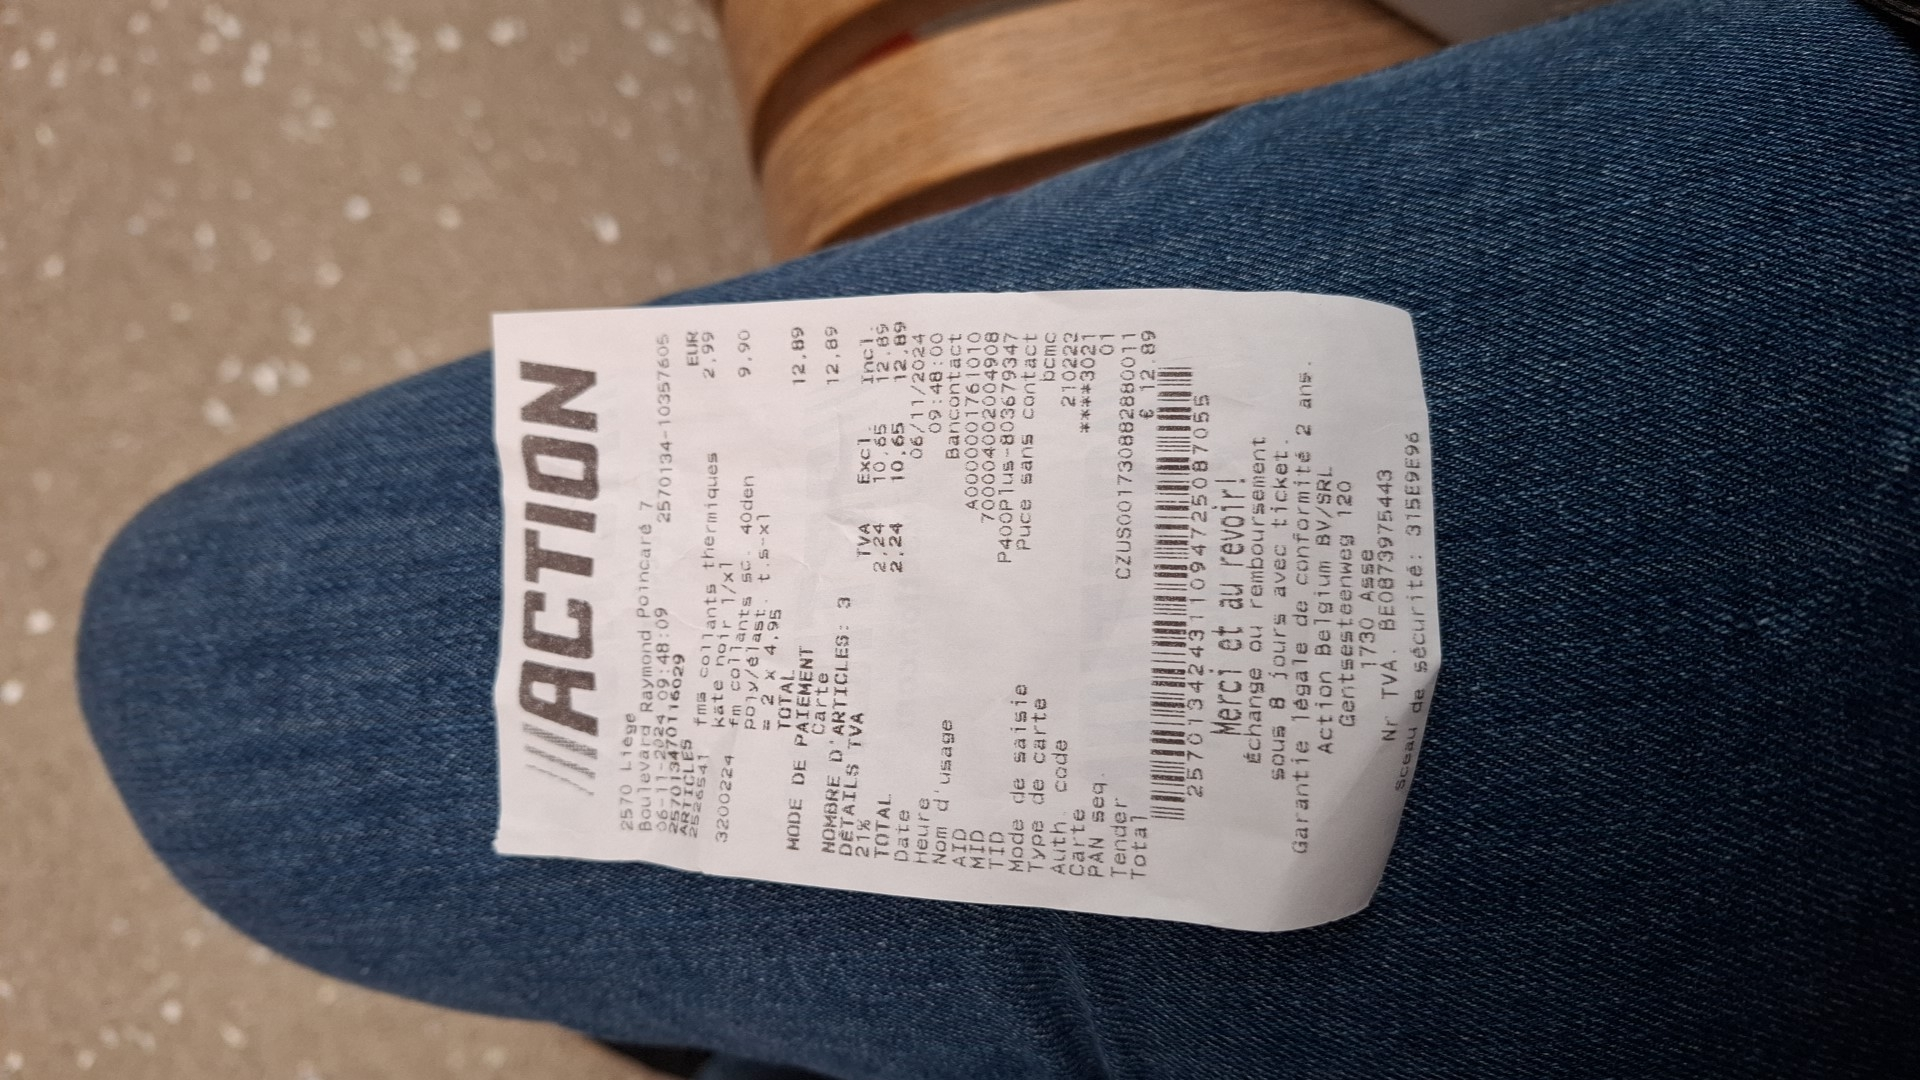 ACTION
2570 Liège
Boulevard Raymond Poincaré 7
06-11-2024 09:48:09 2570134-10357605
2570134701116029
ARTICLES EUR
2526541 fms collants thermiques 2,99
kate noir l/xl
3200224 fm collants sc. 40den 9,90
poly/élast. t.s-xl
= 2 x 4,95
TOTAL 12,89
MODE DE PAIEMENT
Carte 12,89
NOMBRE D'ARTICLES: 3
DÉTAILS TVA TVA Excl. Incl.
21% 2,24 10,65 12,89
TOTAL 2,24 10,65 12,89
Date 06/11/2024
Heure 09:48:00
Nom d'usage Bancontact
AID A0000001761010
MID 700004002004908
TID P400Plus-803679347
Mode de saisie Puce sans contact
Type de carte bcmc
Auth. code 210222
Carte ****3021
PAN seq. 01
Tender CZUS001730882880011
Total € 12.89
257013424311094725087055
Merci et au revoir!
Échange ou remboursement
sous 8 jours avec ticket.
Garantie légale de conformité 2 ans.
Action Belgium BV/SRL
Gentsesteenweg 120
1730 Asse
Nr TVA. BE0873975443
Sceau de sécurité: 315E9E96